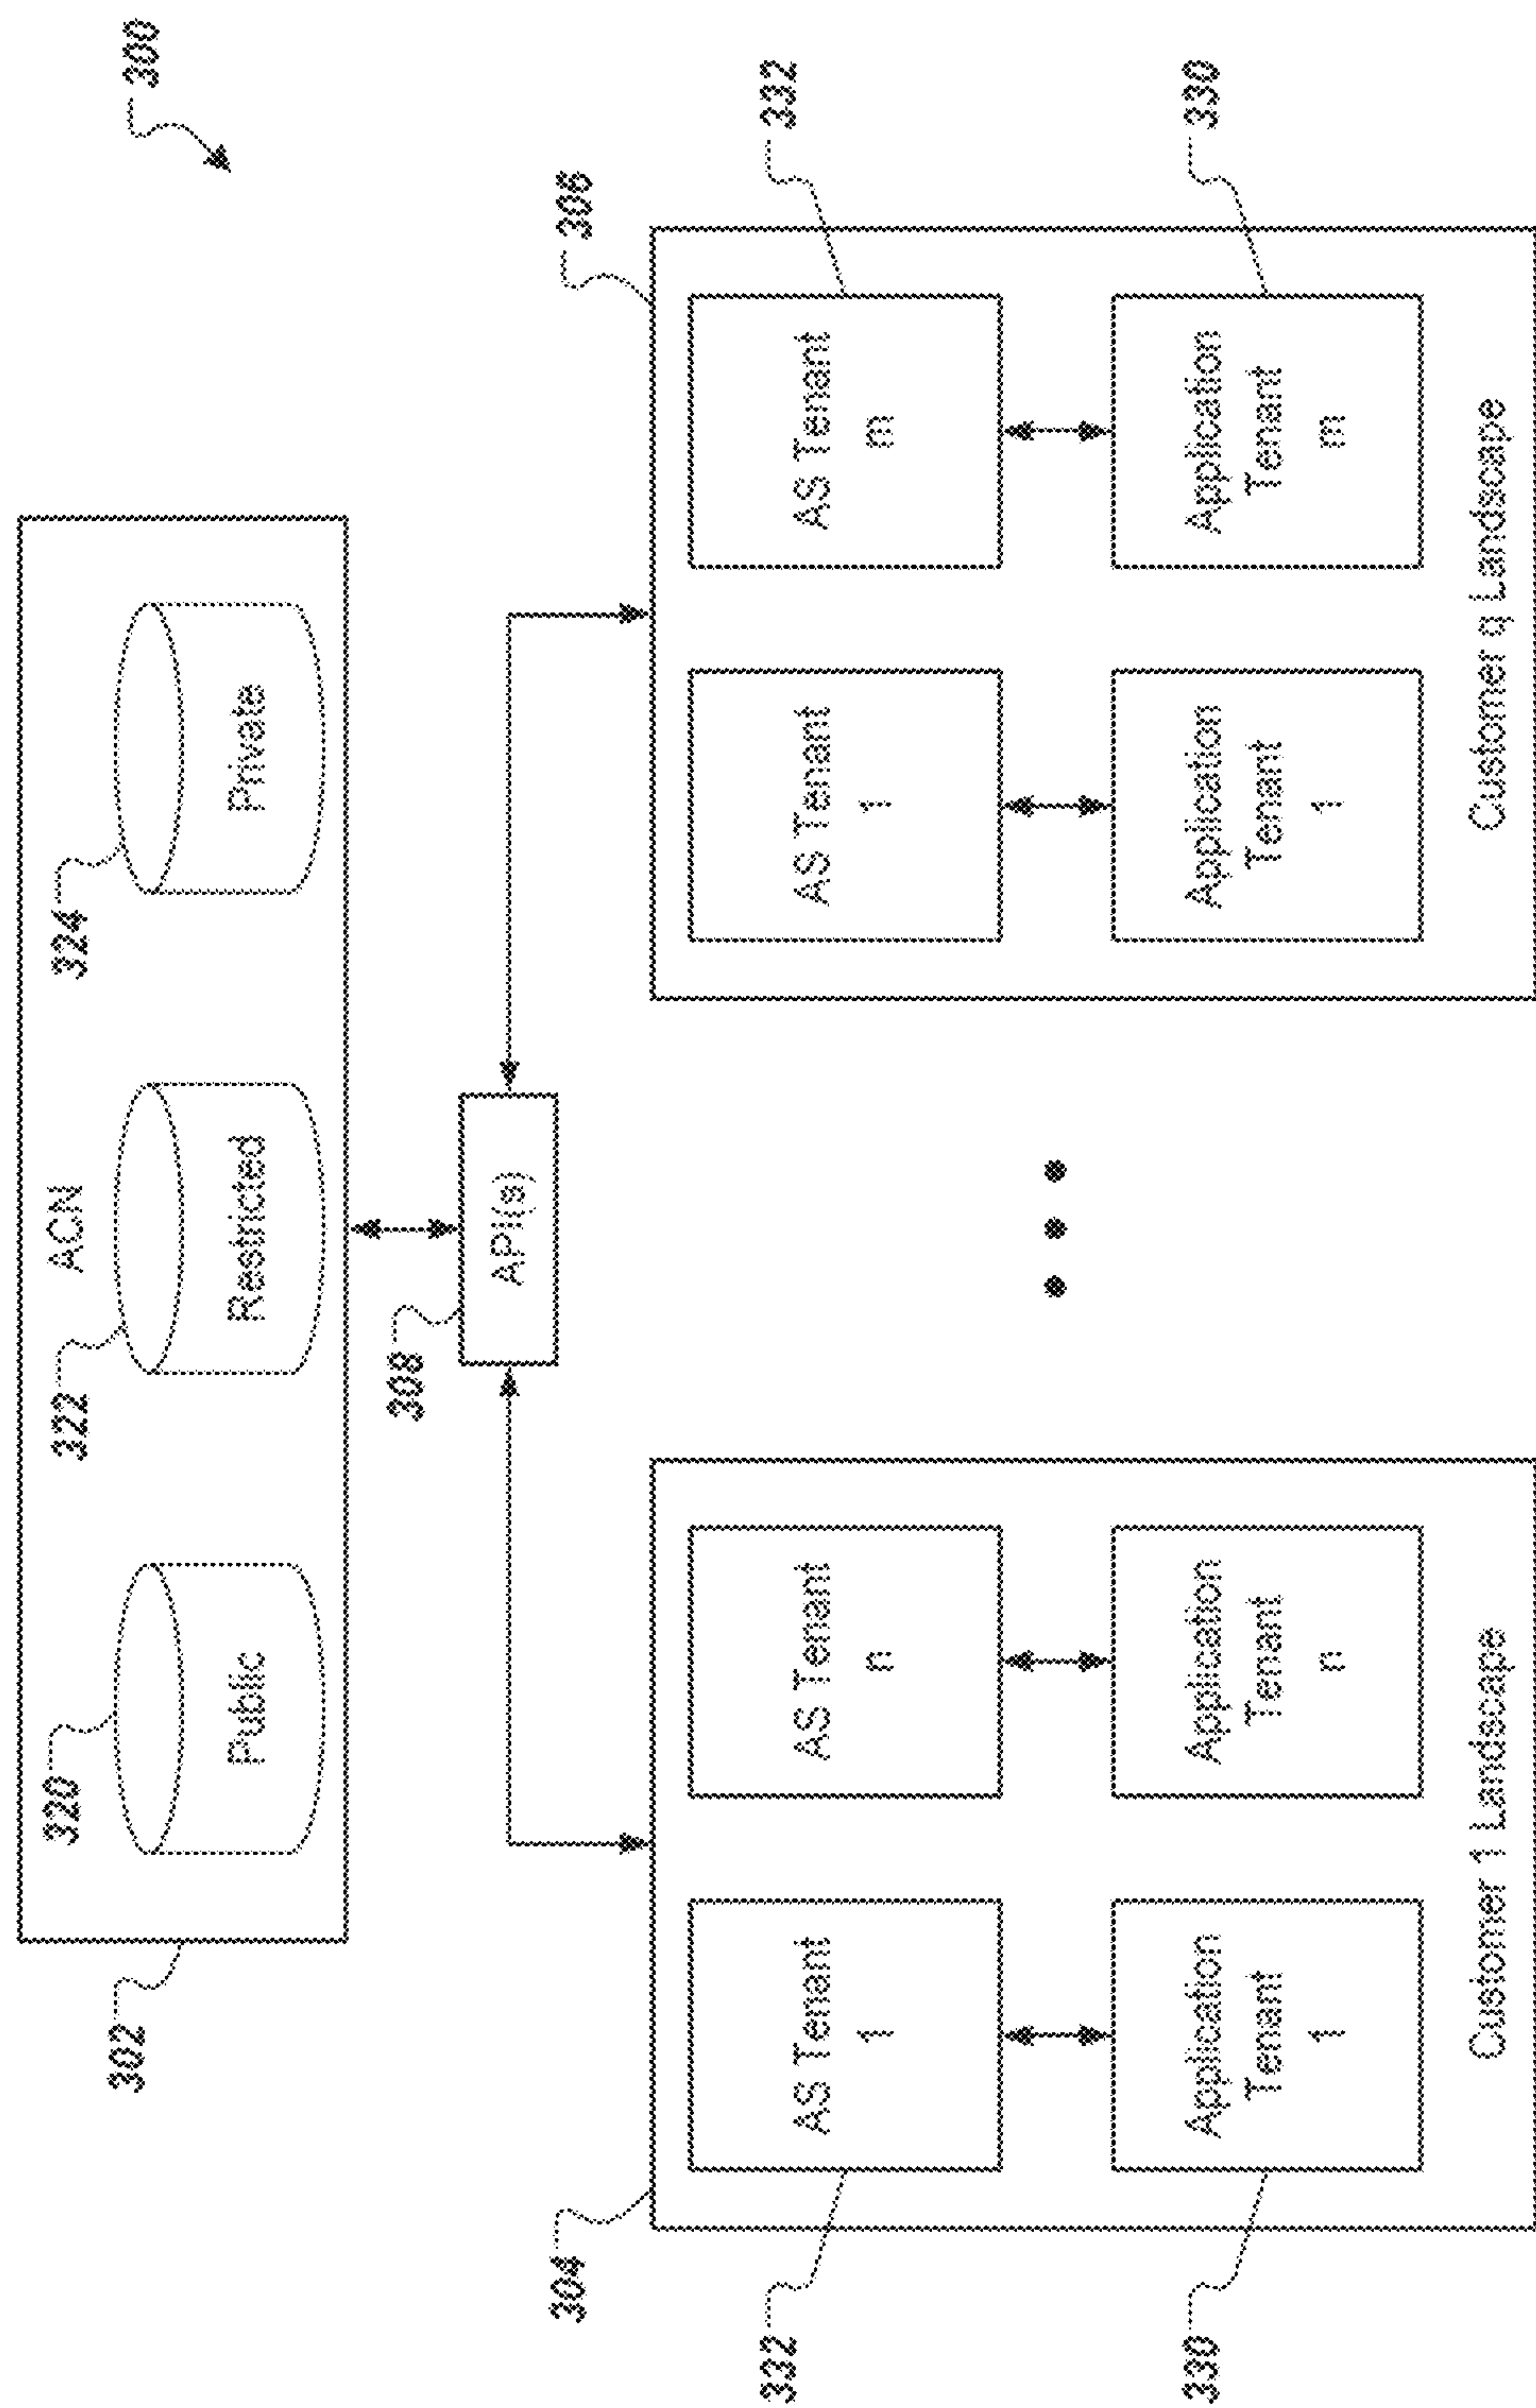 300
302
ACN
320
322
324
Public
Restricted
Private
308
API(s)
304
306
332
AS Tenant
1
AS Tenant
n
AS Tenant
1
AS Tenant
m
332
330
Application
Tenant
1
Application
Tenant
n
Application
Tenant
1
Application
Tenant
m
330
Customer 1 Landscape
Customer q Landscape